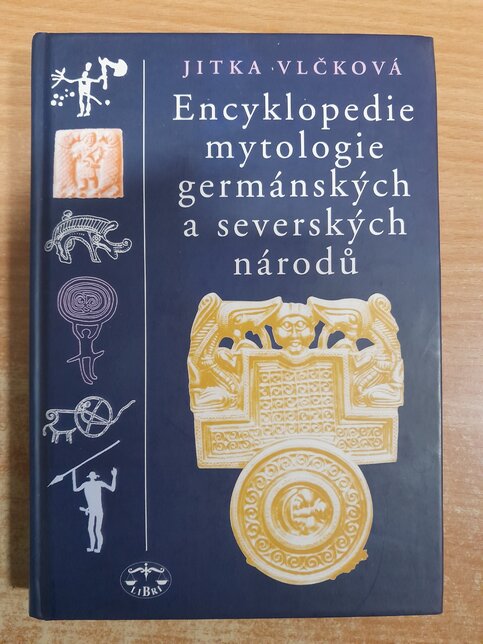 JITKA VLČKOVÁ
Encyklopedie
mytologie
germánských
a severských
národů
LIBRI